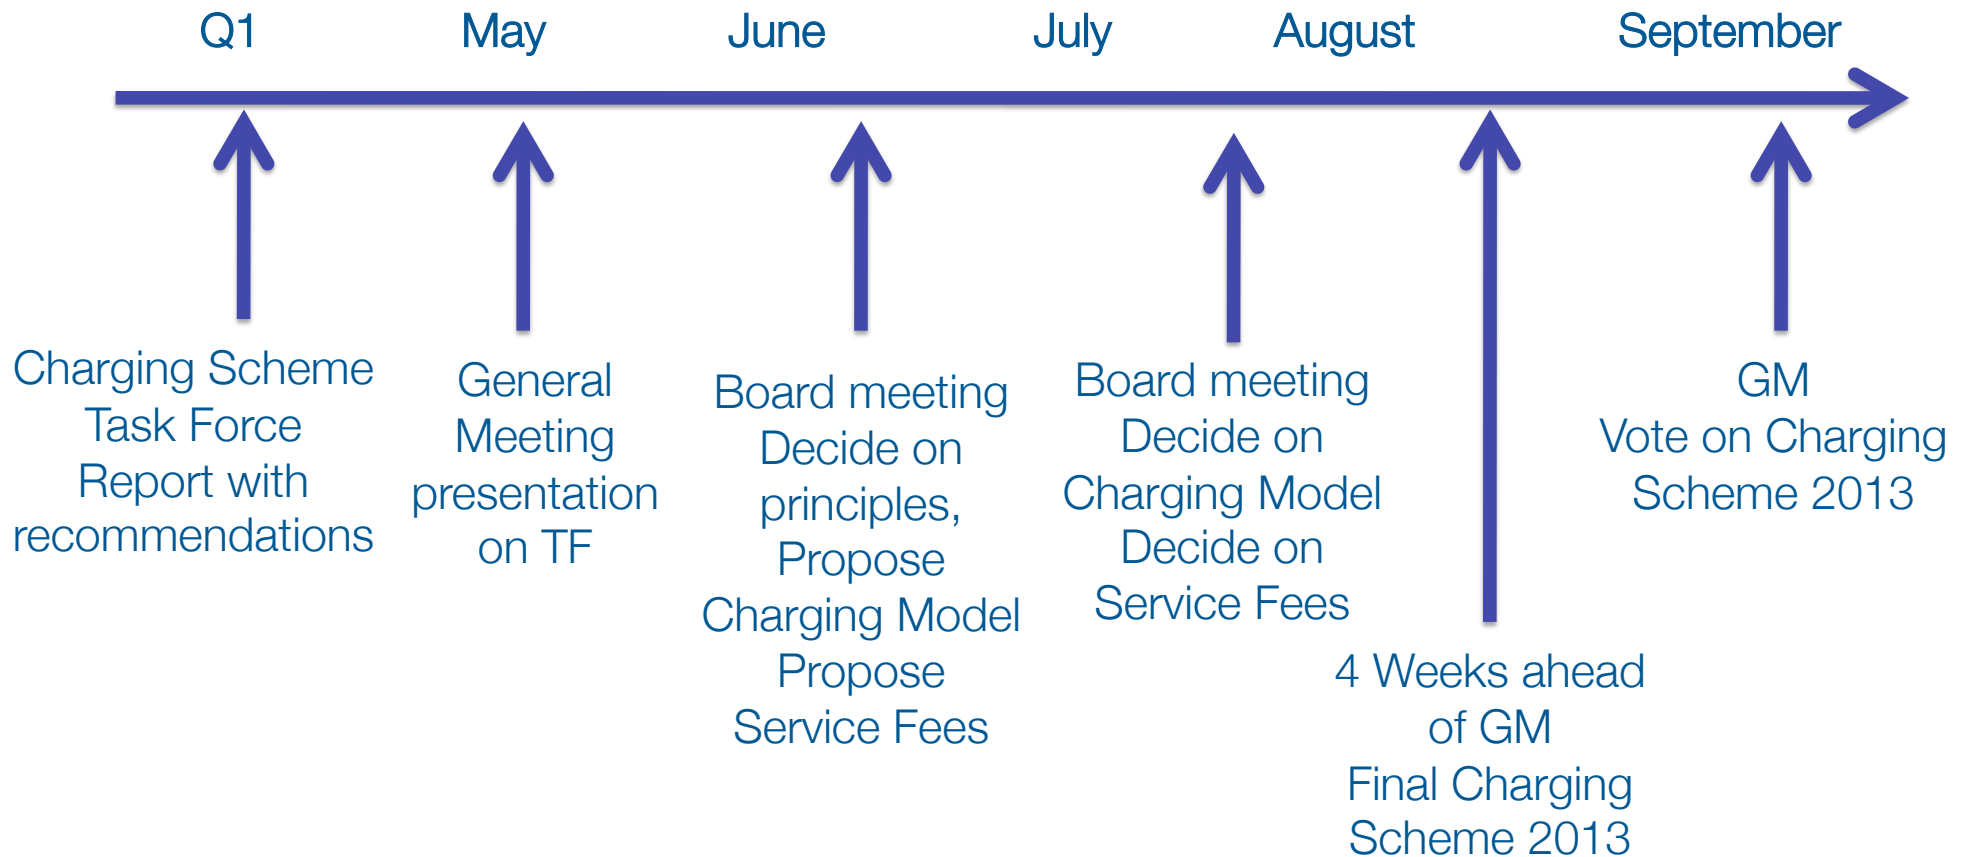 Q1
May
June
July
August
September
Charging Scheme
Task Force
Report with
recommendations
General
Meeting
presentation
on TF
Board meeting
Decide on
principles,
Propose
Charging Model
Propose
Service Fees
Board meeting
Decide on
Charging Model
Decide on
Service Fees
4 Weeks ahead
of GM
Final Charging
Scheme 2013
GM
Vote on Charging
Scheme 2013